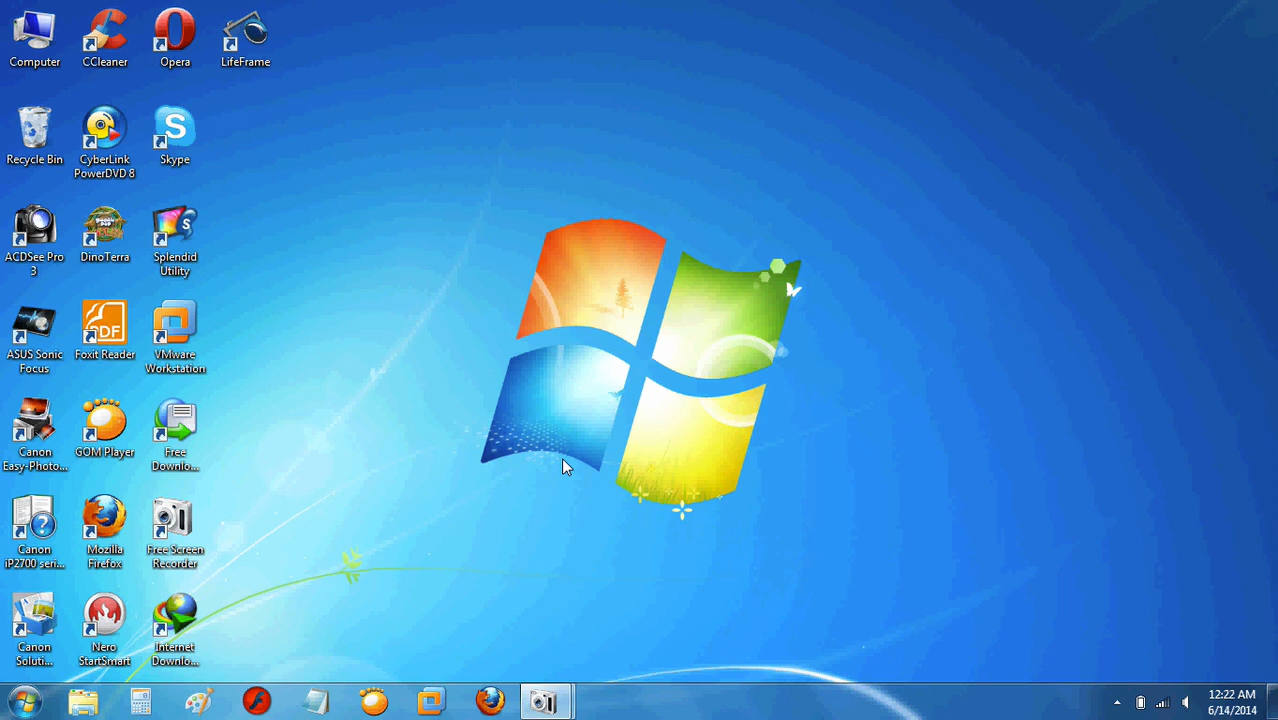 Computer
CCleaner
Opera
LifeFrame
Recycle Bin
CyberLink
PowerDVD 8
Skype
ACDSee Pro
3
DinoTerra
Splendid
Utility
ASUS Sonic
Focus
PDF
Foxit Reader
VMware
Workstation
Canon
Easy-Photo...
GOM Player
Free
Downlo...
Canon
iP2700 seri...
Mozilla
Firefox
Free Screen
Recorder
Canon
Soluti...
Nero
StartSmart
Internet
Downlo...
12:22 AM
6/14/2014